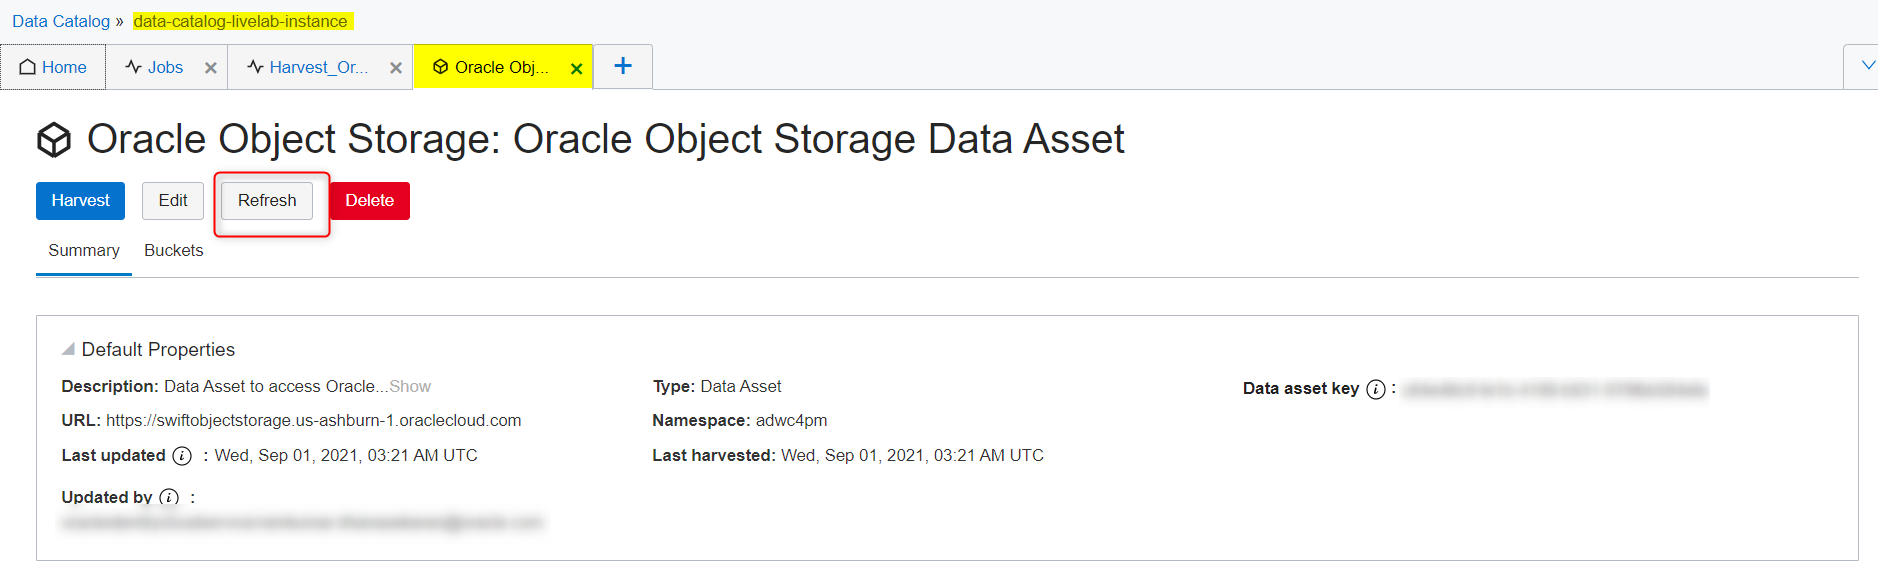 Data Catalog » data-catalog-livelab-instance
Home Jobs Harvest_Or... Oracle Obj...
Oracle Object Storage: Oracle Object Storage Data Asset
Harvest Edit Refresh Delete
Summary Buckets
Default Properties
Description: Data Asset to access Oracle...Show Type: Data Asset Data asset key i :
URL: https://swiftobjectstorage.us-ashburn-1.oraclecloud.com Namespace: adwc4pm
Last updated i : Wed, Sep 01, 2021, 03:21 AM UTC Last harvested: Wed, Sep 01, 2021, 03:21 AM UTC
Updated by i :